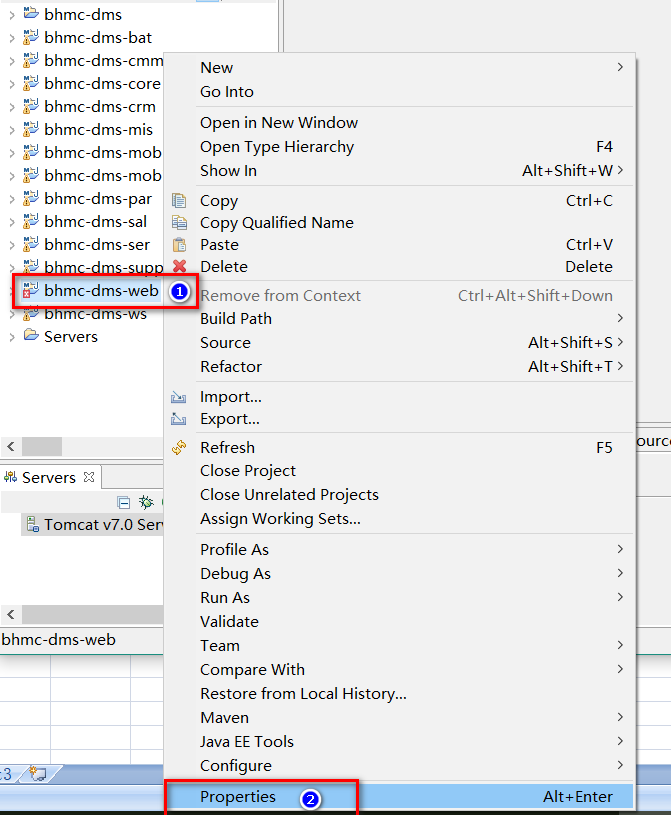 bhmc-dms
bhmc-dms-bat
bhmc-dms-cmm
bhmc-dms-core
bhmc-dms-crm
bhmc-dms-mis
bhmc-dms-mob
bhmc-dms-mob
bhmc-dms-par
bhmc-dms-sal
bhmc-dms-ser
bhmc-dms-supp
bhmc-dms-web 1
bhmc-dms-ws
Servers
New
Go Into
Open in New Window
Open Type Hierarchy F4
Show In Alt+Shift+W
Copy Ctrl+C
Copy Qualified Name
Paste Ctrl+V
Delete Delete
Remove from Context Ctrl+Alt+Shift+Down
Build Path
Source Alt+Shift+S
Refactor Alt+Shift+T
Import...
Export...
Refresh F5
Close Project
Close Unrelated Projects
Assign Working Sets...
Profile As
Debug As
Run As
Validate
Team
Compare With
Restore from Local History...
Maven
Java EE Tools
Configure
Properties 2 Alt+Enter
ource
Servers
Tomcat v7.0 Ser
bhmc-dms-web
:3